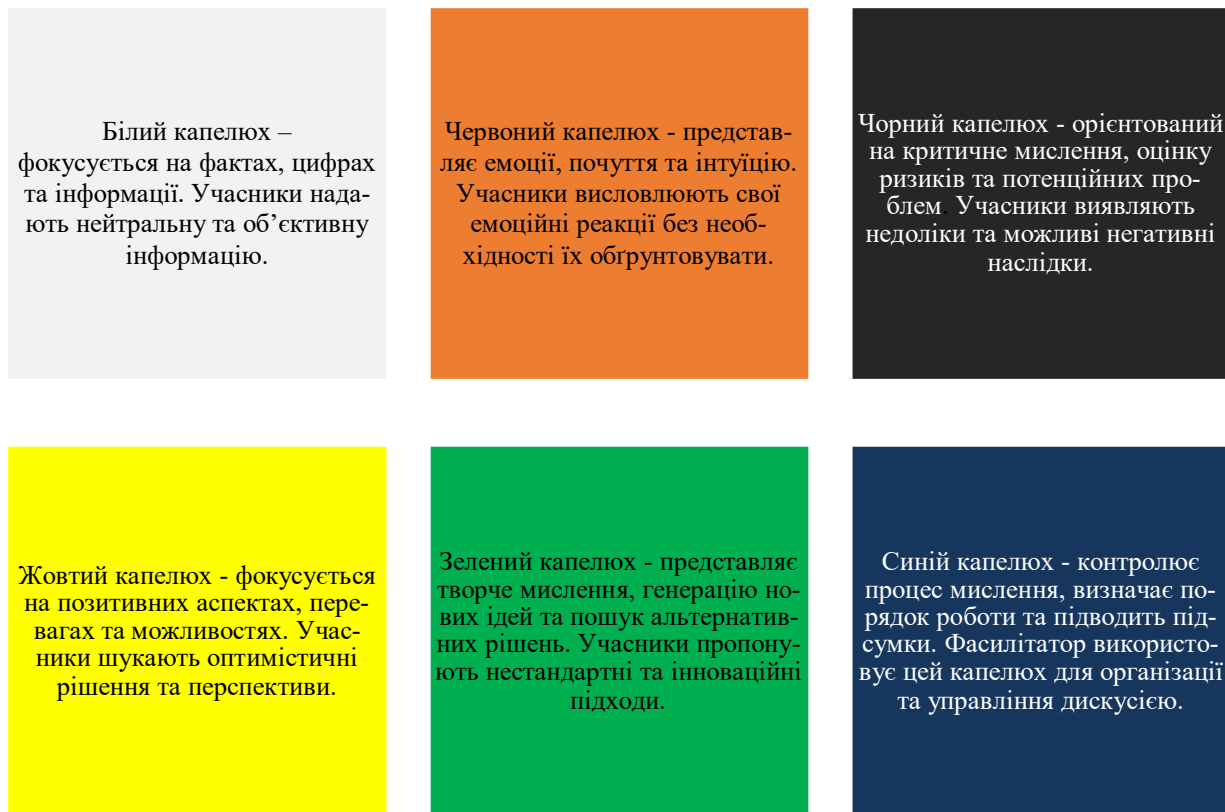 Білий капелюх –
фокусується на фактах, цифрах
та інформації. Учасники нада-
ють нейтральну та об’єктивну
інформацію.
Червоний капелюх - представ-
ляє емоції, почуття та інтуїцію.
Учасники висловлюють свої
емоційні реакції без необ-
хідності їх обґрунтовувати.
Чорний капелюх - орієнтований
на критичне мислення, оцінку
ризиків та потенційних про-
блем. Учасники виявляють
недоліки та можливі негативні
наслідки.
Жовтий капелюх - фокусується
на позитивних аспектах, пере-
вагах та можливостях. Учас-
ники шукають оптимістичні
рішення та перспективи.
Зелений капелюх - представляє
творче мислення, генерацію но-
вих ідей та пошук альтернатив-
них рішень. Учасники пропону-
ють нестандартні та інноваційні
підходи.
Синій капелюх - контролює
процес мислення, визначає по-
рядок роботи та підводить під-
сумки. Фасилітатор використо-
вує цей капелюх для організації
та управління дискусією.